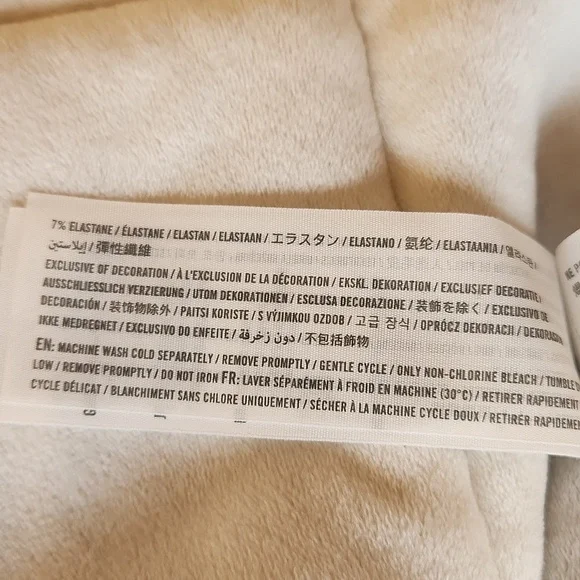 7% ELASTANE / ÉLASTANE / ELASTAN / ELASTAAN / エラスタン / ELASTANO / 氨纶 / ELASTAANIA / 엘라스탄 /
إيلاستين / 彈性纖維
EXCLUSIVE OF DECORATION / À L'EXCLUSION DE LA DÉCORATION / EKSKL. DEKORATION / EXCLUSIEF DECORATIE /
AUSSCHLIESSLICH VERZIERUNG / UTOM DEKORATIONEN / ESCLUSA DECORAZIONE / 装飾を除く / EXCLUSIVO DE
DECORACIÓN / 装饰物除外 / PAITSI KORISTE / S VÝJIMKOU OZDOB / 고급 장식 / OPRÓCZ DEKORACJI / DEKORASJON
IKKE MEDREGNET / EXCLUSIVO DO ENFEITE / دون زخرفة / 不包括飾物
EN: MACHINE WASH COLD SEPARATELY / REMOVE PROMPTLY / GENTLE CYCLE / ONLY NON-CHLORINE BLEACH / TUMBLE
LOW / REMOVE PROMPTLY / DO NOT IRON FR: LAVER SÉPARÉMENT À FROID EN MACHINE (30°C) / RETIRER RAPIDEMENT
CYCLE DÉLICAT / BLANCHIMENT SANS CHLORE UNIQUEMENT / SÉCHER À LA MACHINE CYCLE DOUX / RETIRER RAPIDEMEN